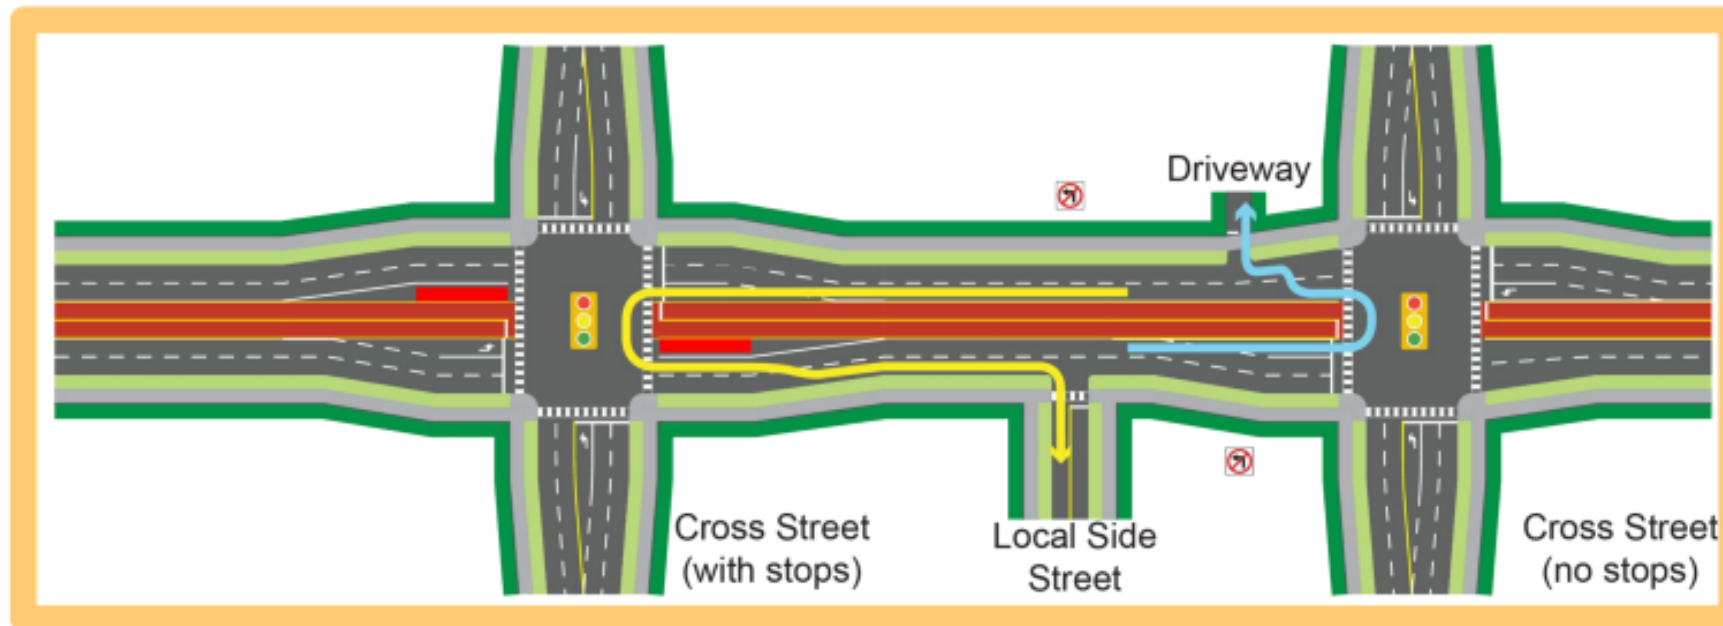 Driveway
Cross Street
(with stops)
Local Side
Street
Cross Street
(no stops)